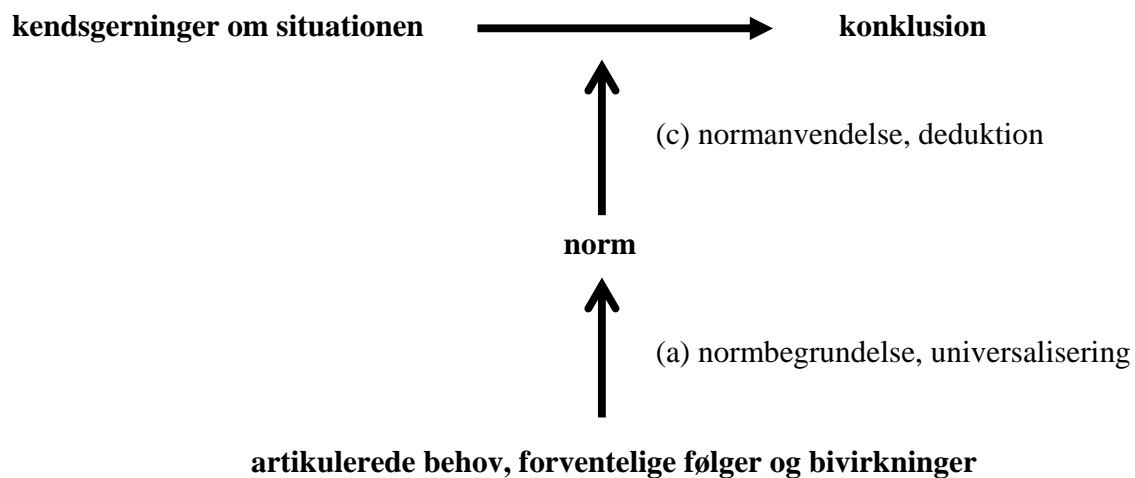 kendsgerninger om situationen konklusion
(c) normanvendelse, deduktion
norm
(a) normbegrundelse, universalisering
artikulerede behov, forventelige følger og bivirkninger